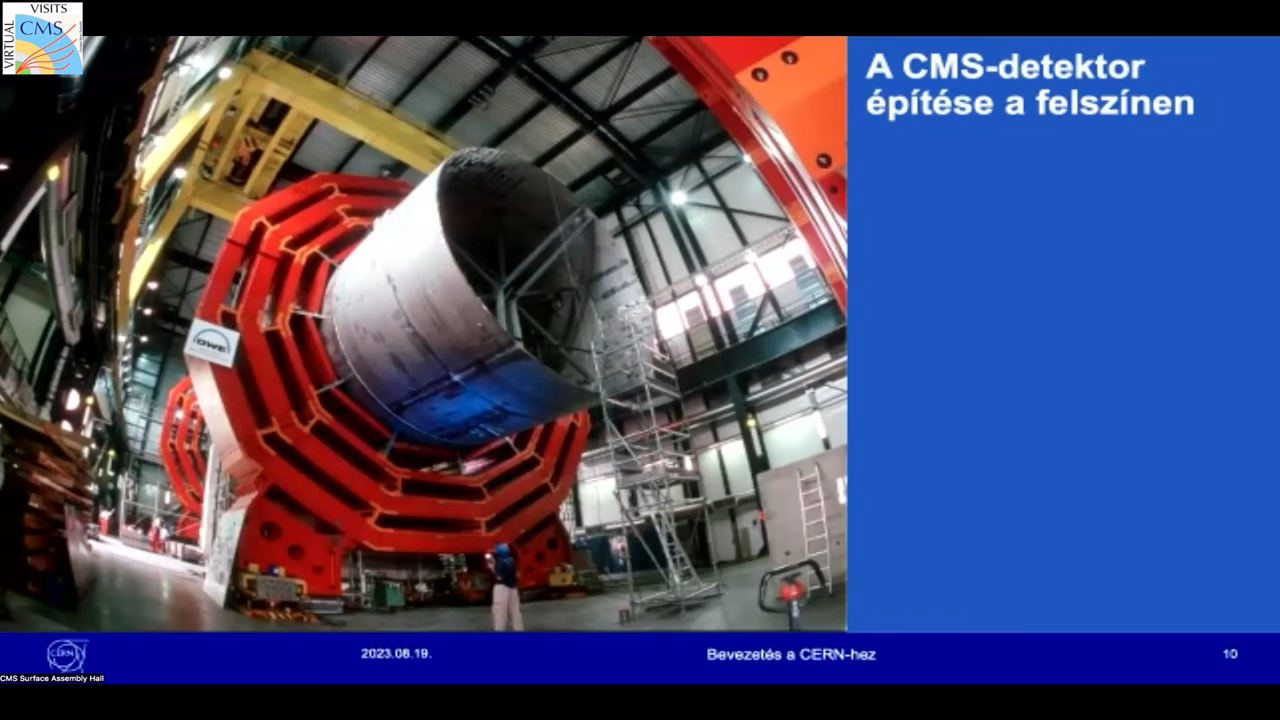 VISITS
VIRTUAL
CMS
A CMS-detektor
építése a felszínen
DWE
CERN
2023.08.19.
Bevezetés a CERN-hez
10
CMS Surface Assembly Hall